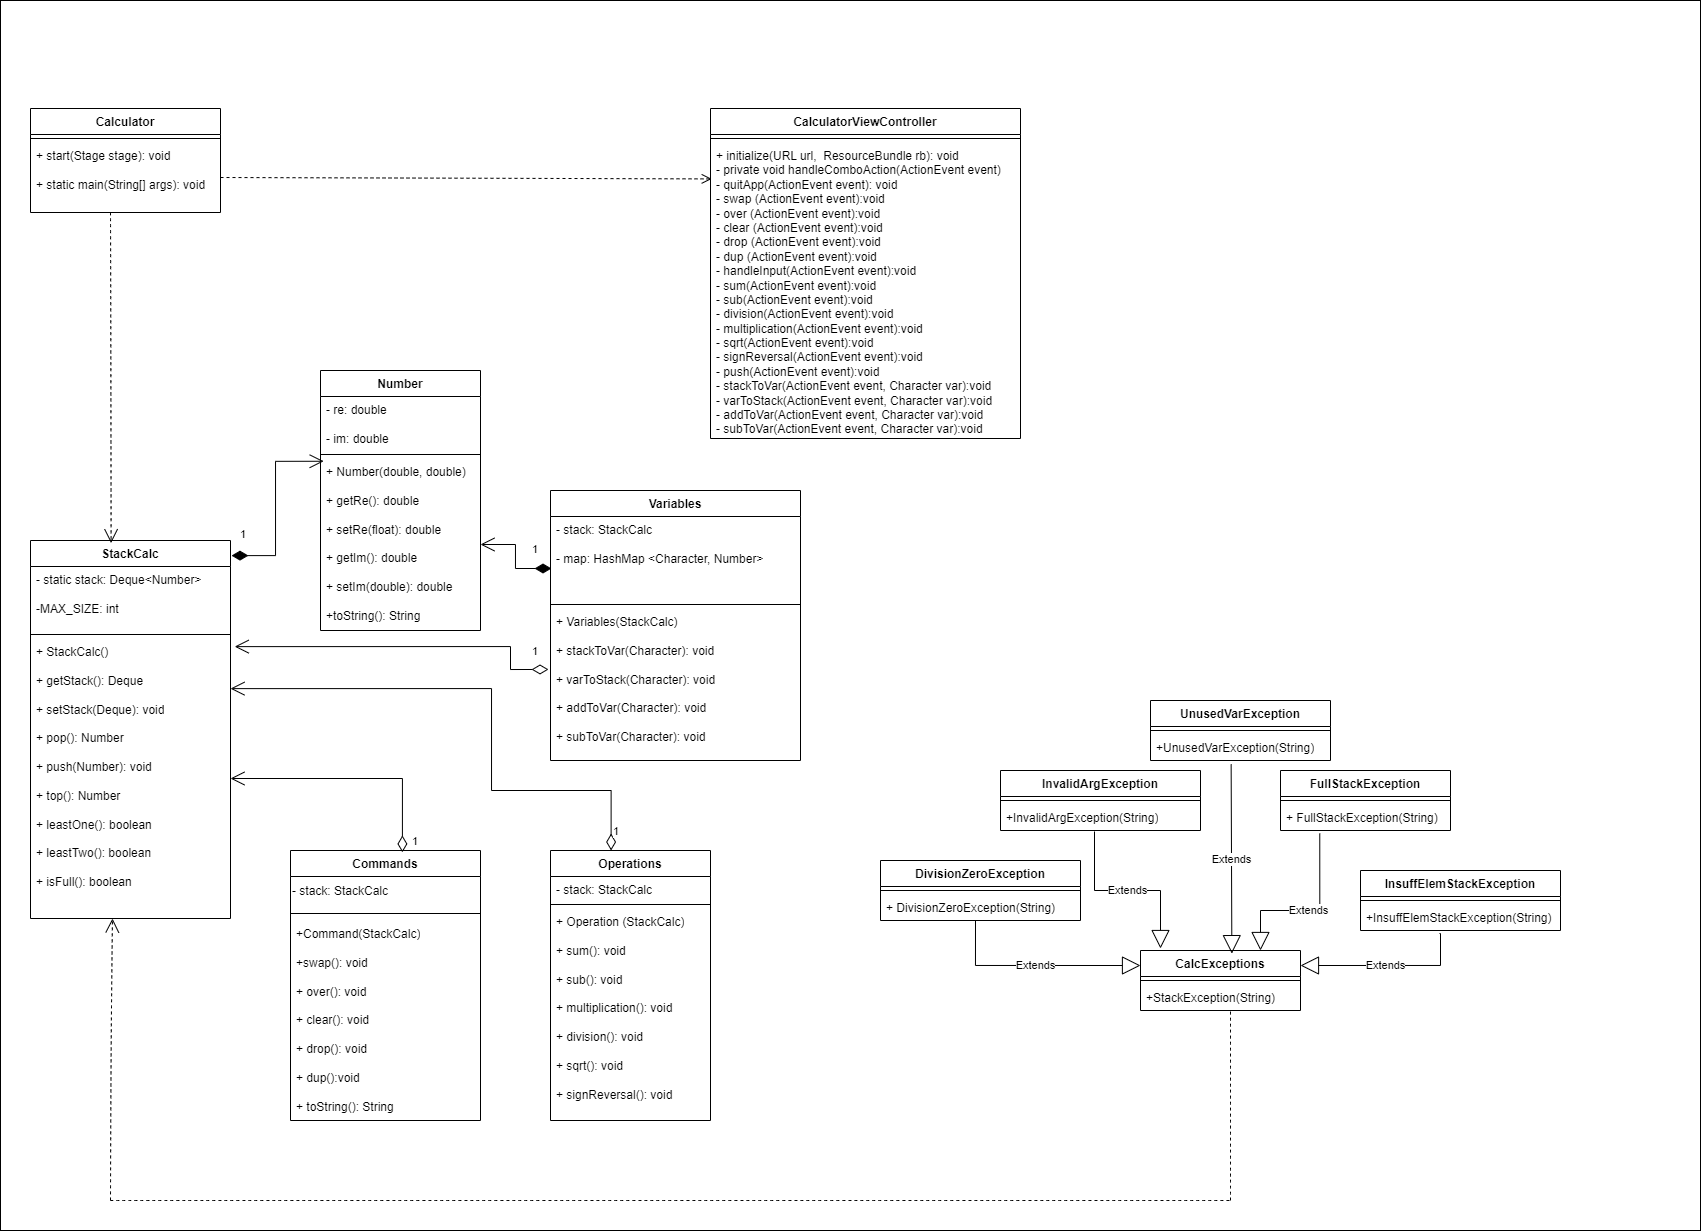 Calculator
+ start(Stage stage): void
+ static main(String[] args): void
CalculatorViewController
+ initialize(URL url,  ResourceBundle rb): void
- private void handleComboAction(ActionEvent event)
- quitApp(ActionEvent event): void
- swap (ActionEvent event):void
- over (ActionEvent event):void
- clear (ActionEvent event):void
- drop (ActionEvent event):void
- dup (ActionEvent event):void
- handleInput(ActionEvent event):void
- sum(ActionEvent event):void
- sub(ActionEvent event):void
- division(ActionEvent event):void
- multiplication(ActionEvent event):void
- sqrt(ActionEvent event):void
- signReversal(ActionEvent event):void
- push(ActionEvent event):void
- stackToVar(ActionEvent event, Character var):void
- varToStack(ActionEvent event, Character var):void
- addToVar(ActionEvent event, Character var):void
- subToVar(ActionEvent event, Character var):void
Number
- re: double
- im: double
+ Number(double, double)
+ getRe(): double
+ setRe(float): double
+ getIm(): double
+ setIm(double): double
+toString(): String
Variables
- stack: StackCalc
- map: HashMap <Character, Number>
+ Variables(StackCalc)
+ stackToVar(Character): void
+ varToStack(Character): void
+ addToVar(Character): void
+ subToVar(Character): void
1
1
1
StackCalc
- static stack: Deque<Number>
-MAX_SIZE: int
+ StackCalc()
+ getStack(): Deque
+ setStack(Deque): void
+ pop(): Number
+ push(Number): void
+ top(): Number
+ leastOne(): boolean
+ leastTwo(): boolean
+ isFull(): boolean
1
Commands
- stack: StackCalc
+Command(StackCalc)
+swap(): void
+ over(): void
+ clear(): void
+ drop(): void
+ dup():void
+ toString(): String
1
Operations
- stack: StackCalc
+ Operation (StackCalc)
+ sum(): void
+ sub(): void
+ multiplication(): void
+ division(): void
+ sqrt(): void
+ signReversal(): void
UnusedVarException
+UnusedVarException(String)
InvalidArgException
+InvalidArgException(String)
FullStackException
+ FullStackException(String)
DivisionZeroException
+ DivisionZeroException(String)
InsuffElemStackException
+InsuffElemStackException(String)
Extends
Extends
Extends
Extends
Extends
CalcExceptions
+StackException(String)